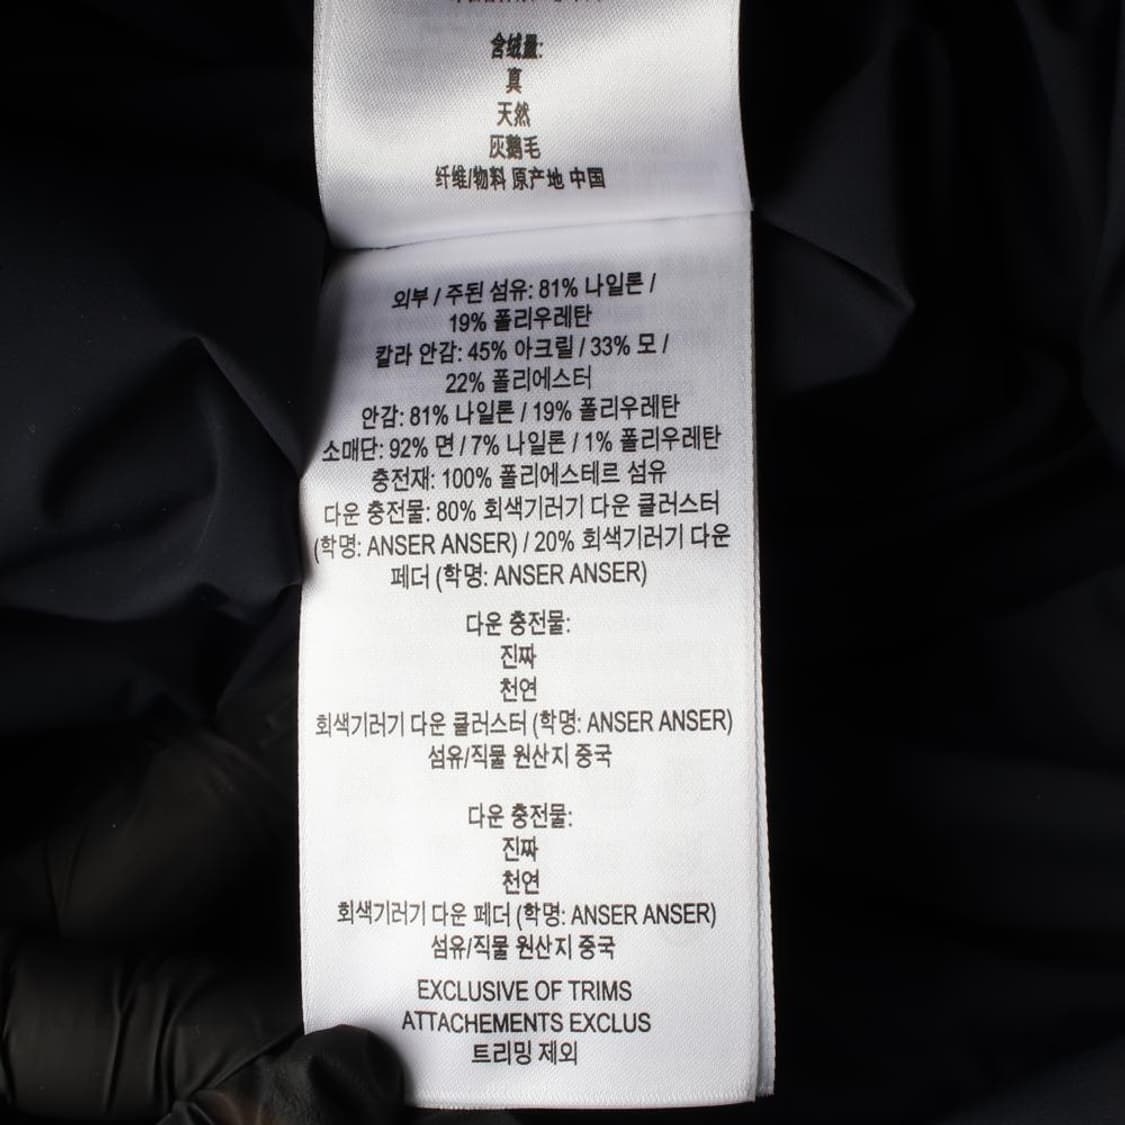 含绒量:
真
天然
灰鹅毛
纤维/物料 原产地 中国
외부 / 주된 섬유: 81% 나일론 /
19% 폴리우레탄
칼라 안감: 45% 아크릴 / 33% 모 /
22% 폴리에스터
안감: 81% 나일론 / 19% 폴리우레탄
소매단: 92% 면 / 7% 나일론 / 1% 폴리우레탄
충전재: 100% 폴리에스테르 섬유
다운 충전물: 80% 회색기러기 다운 클러스터
(학명: ANSER ANSER) / 20% 회색기러기 다운
페더 (학명: ANSER ANSER)
다운 충전물:
진짜
천연
회색기러기 다운 클러스터 (학명: ANSER ANSER)
섬유/직물 원산지 중국
다운 충전물:
진짜
천연
회색기러기 다운 페더 (학명: ANSER ANSER)
섬유/직물 원산지 중국
EXCLUSIVE OF TRIMS
ATTACHEMENTS EXCLUS
트리밍 제외